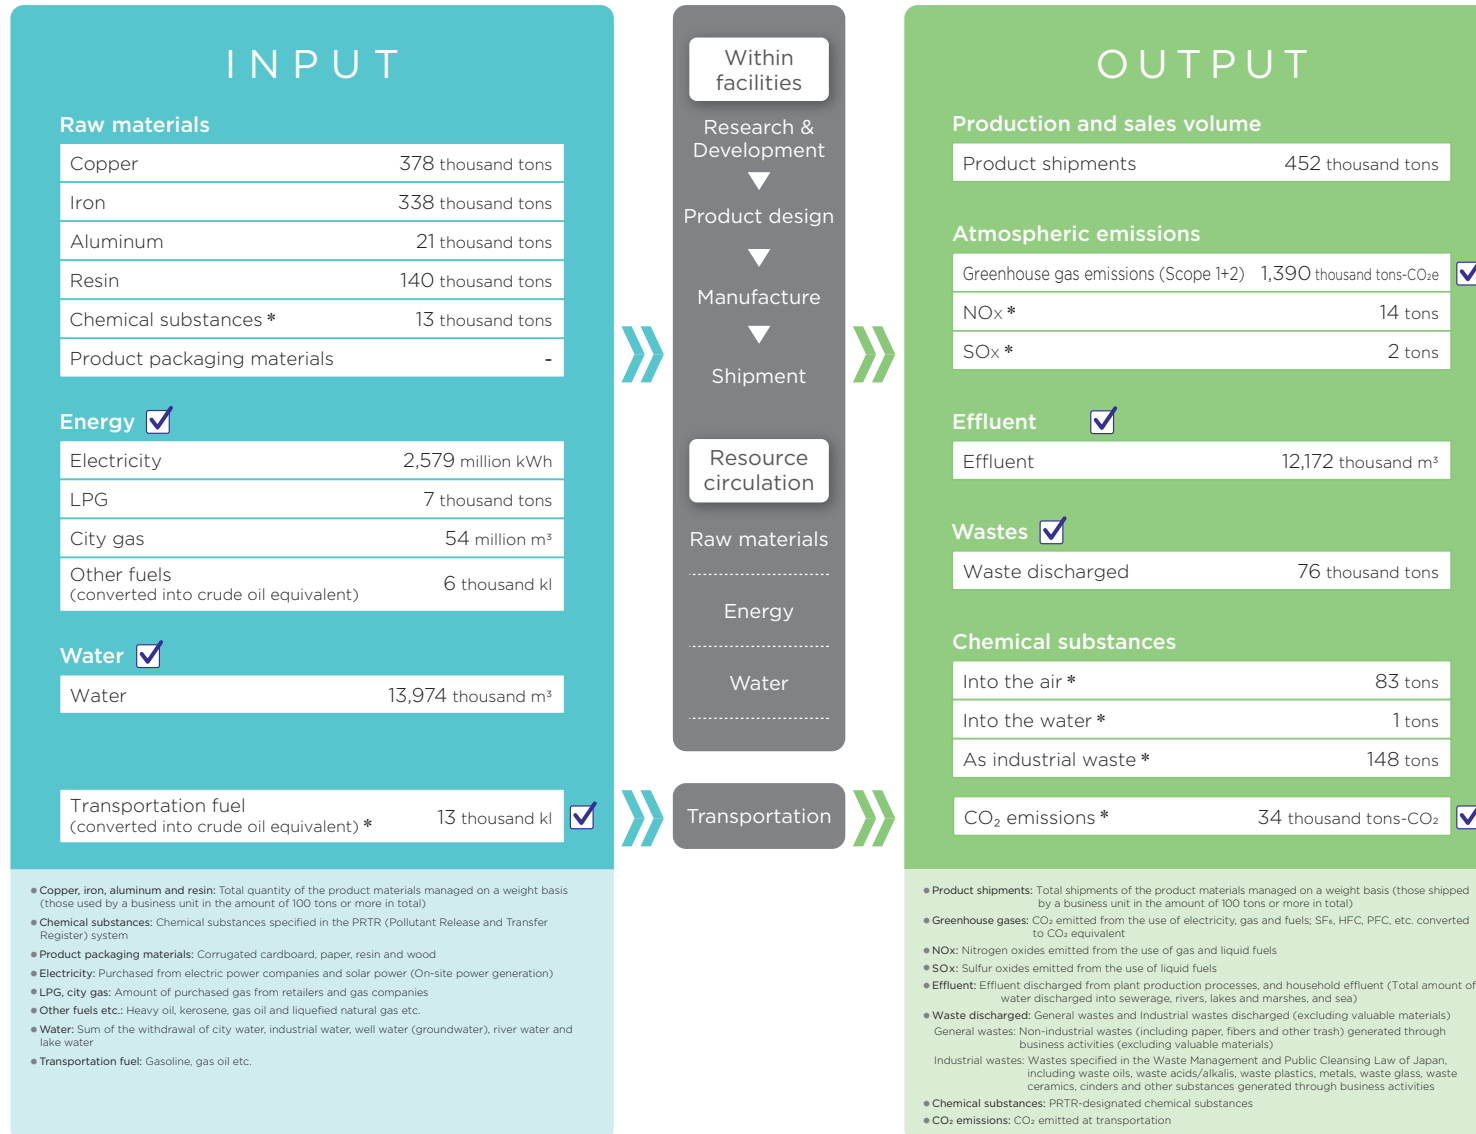 INPUT
Raw materials
Copper 378 thousand tons
Iron 338 thousand tons
Aluminum 21 thousand tons
Resin 140 thousand tons
Chemical substances * 13 thousand tons
Product packaging materials -
Energy
Electricity 2,579 million kWh
LPG 7 thousand tons
City gas 54 million m³
Other fuels
(converted into crude oil equivalent) 6 thousand kl
Water
Water 13,974 thousand m³
Transportation fuel
(converted into crude oil equivalent) * 13 thousand kl
● Copper, iron, aluminum and resin: Total quantity of the product materials managed on a weight basis
(those used by a business unit in the amount of 100 tons or more in total)
● Chemical substances: Chemical substances specified in the PRTR (Pollutant Release and Transfer
Register) system
● Product packaging materials: Corrugated cardboard, paper, resin and wood
● Electricity: Purchased from electric power companies and solar power (On-site power generation)
● LPG, city gas: Amount of purchased gas from retailers and gas companies
● Other fuels etc.: Heavy oil, kerosene, gas oil and liquefied natural gas etc.
● Water: Sum of the withdrawal of city water, industrial water, well water (groundwater), river water and
lake water
● Transportation fuel: Gasoline, gas oil etc.
Within
facilities
Research &
Development
Product design
Manufacture
Shipment
Resource
circulation
Raw materials
Energy
Water
Transportation
OUTPUT
Production and sales volume
Product shipments 452 thousand tons
Atmospheric emissions
Greenhouse gas emissions (Scope 1+2) 1,390 thousand tons-CO₂e
NOx * 14 tons
SOx * 2 tons
Effluent
Effluent 12,172 thousand m³
Wastes
Waste discharged 76 thousand tons
Chemical substances
Into the air * 83 tons
Into the water * 1 tons
As industrial waste * 148 tons
CO₂ emissions * 34 thousand tons-CO₂
● Product shipments: Total shipments of the product materials managed on a weight basis (those shipped
by a business unit in the amount of 100 tons or more in total)
● Greenhouse gases: CO₂ emitted from the use of electricity, gas and fuels; SF₆, HFC, PFC, etc. converted
to CO₂ equivalent
● NOx: Nitrogen oxides emitted from the use of gas and liquid fuels
● SOx: Sulfur oxides emitted from the use of liquid fuels
● Effluent: Effluent discharged from plant production processes, and household effluent (Total amount of
water discharged into sewerage, rivers, lakes and marshes, and sea)
● Waste discharged: General wastes and Industrial wastes discharged (excluding valuable materials)
General wastes: Non-industrial wastes (including paper, fibers and other trash) generated through
business activities (excluding valuable materials)
Industrial wastes: Wastes specified in the Waste Management and Public Cleansing Law of Japan,
including waste oils, waste acids/alkalis, waste plastics, metals, waste glass, waste
ceramics, cinders and other substances generated through business activities
● Chemical substances: PRTR-designated chemical substances
● CO₂ emissions: CO₂ emitted at transportation